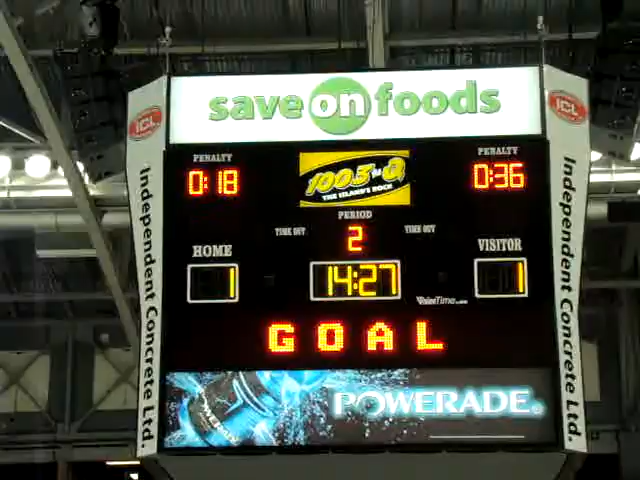 save on foods
ICL
ICL
PENALTY
PENALTY
0:18
100.3 the Q
THE ISLAND'S ROCK
0:36
PERIOD
TIME OUT
2
TIME OUT
HOME
VISITOR
1
14:27
1
GOAL
POWERADE
Independent Concrete Ltd.
Independent Concrete Ltd.